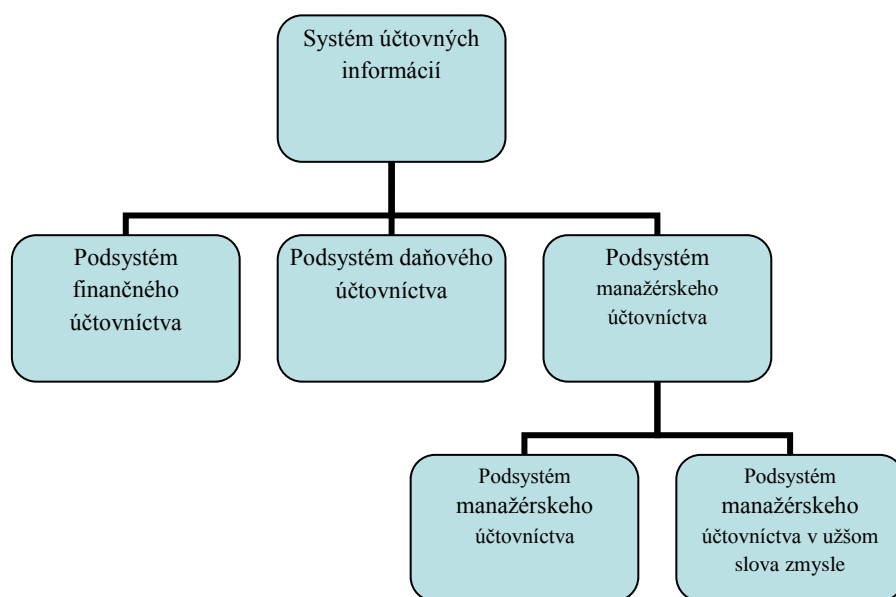 Systém účtovných
informácií
Podsystém
finančného
účtovníctva
Podsystém daňového
účtovníctva
Podsystém
manažérskeho
účtovníctva
Podsystém
manažérskeho
účtovníctva
Podsystém
manažérskeho
účtovníctva v užšom
slova zmysle